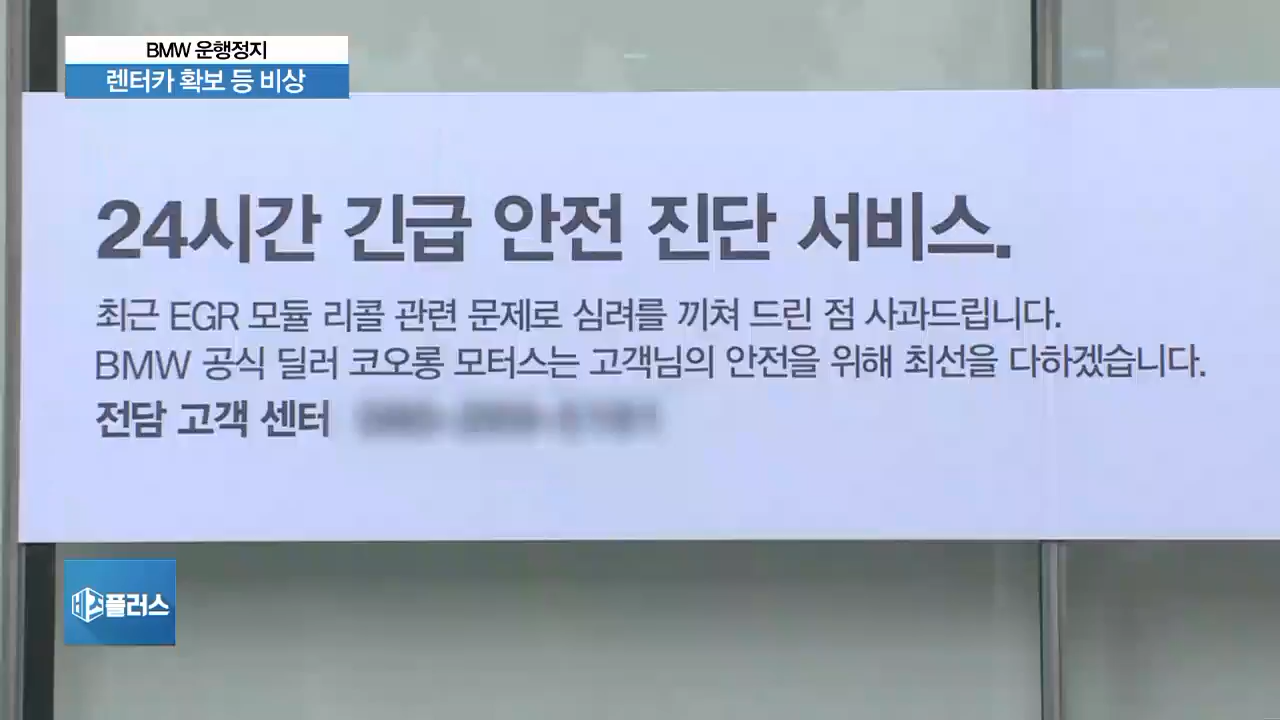 BMW 운행정지
렌터카 확보 등 비상
24시간 긴급 안전 진단 서비스.
최근 EGR 모듈 리콜 관련 문제로 심려를 끼쳐 드린 점 사과드립니다.
BMW 공식 딜러 코오롱 모터스는 고객님의 안전을 위해 최선을 다하겠습니다.
전담 고객 센터
비즈플러스